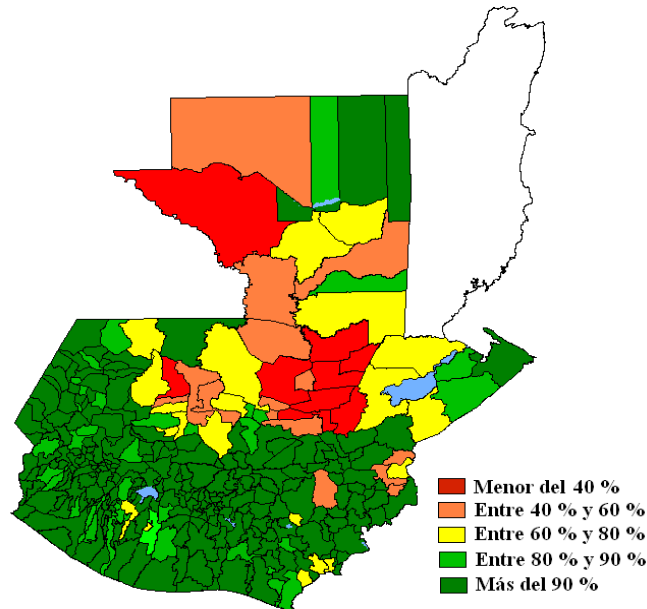 Menor del 40 %
Entre 40 % y 60 %
Entre 60 % y 80 %
Entre 80 % y 90 %
Más del 90 %